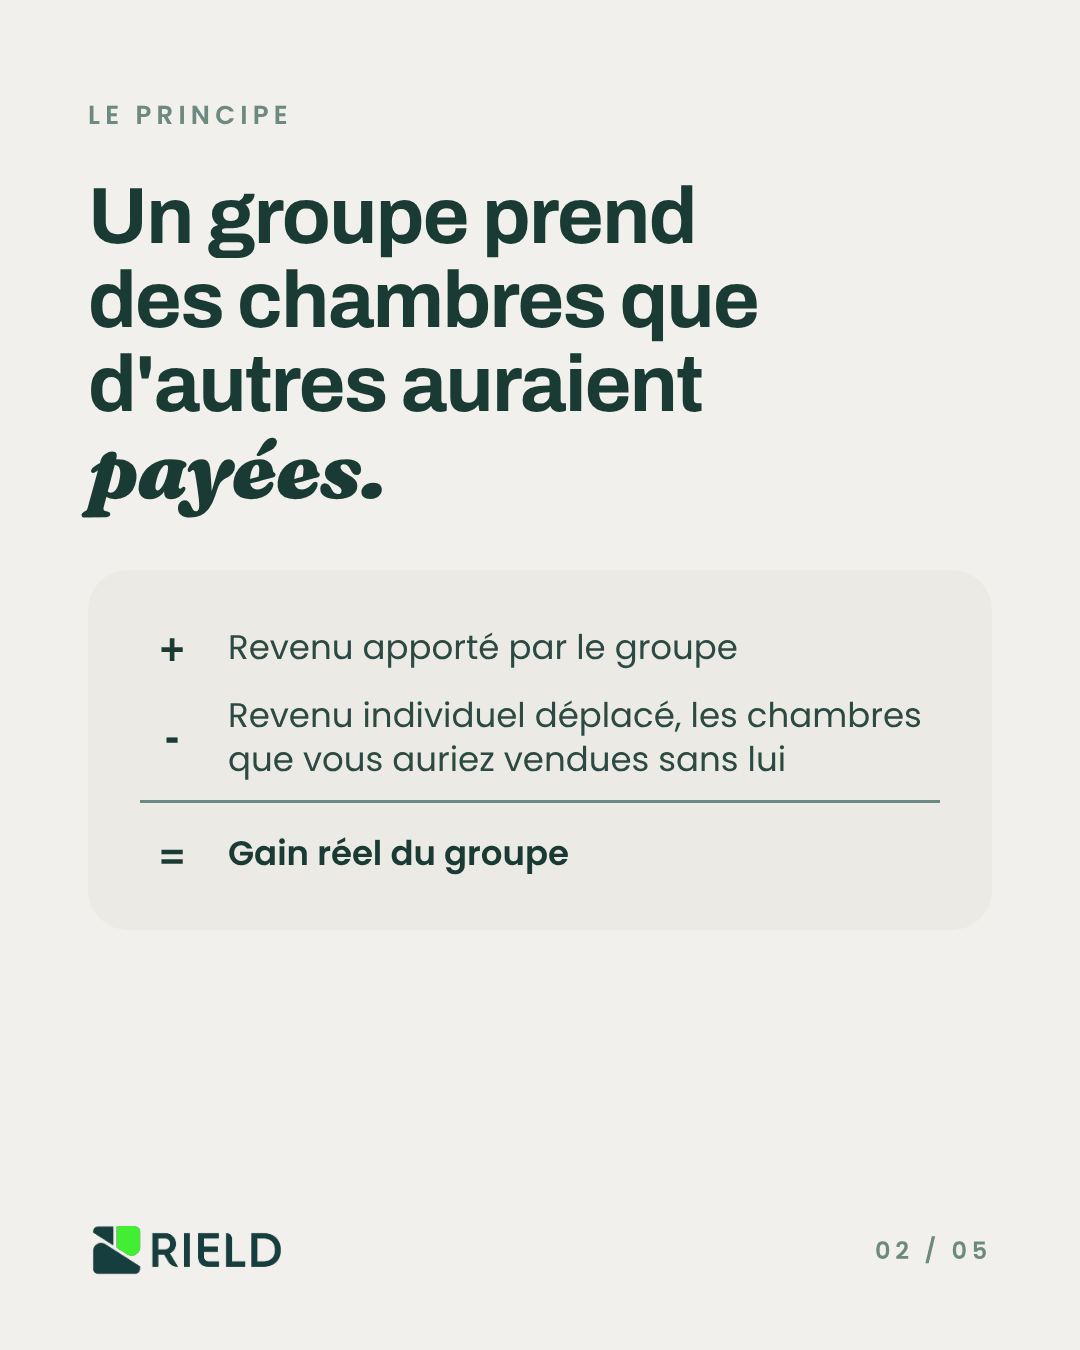 LE PRINCIPE
Un groupe prend
des chambres que
d'autres auraient
payées.
+ Revenu apporté par le groupe
- Revenu individuel déplacé, les chambres
que vous auriez vendues sans lui
= Gain réel du groupe
RIELD
02 / 05